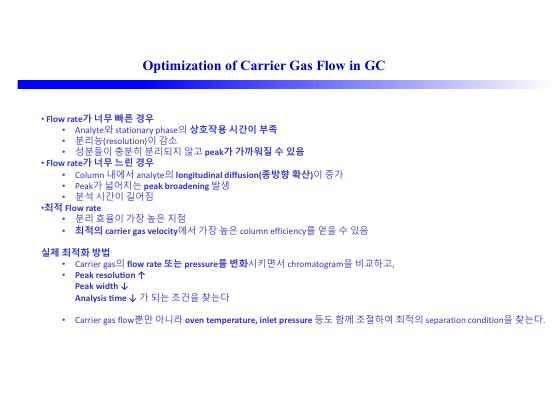 Optimization of Carrier Gas Flow in GC
• Flow rate가 너무 빠른 경우
• Analyte와 stationary phase의 상호작용 시간이 부족
• 분리능(resolution)이 감소
• 성분들이 충분히 분리되지 않고 peak가 가까워질 수 있음
• Flow rate가 너무 느린 경우
• Column 내에서 analyte의 longitudinal diffusion(종방향 확산)이 증가
• Peak가 넓어지는 peak broadening 발생
• 분석 시간이 길어짐
•최적 Flow rate
• 분리 효율이 가장 높은 지점
• 최적의 carrier gas velocity에서 가장 높은 column efficiency를 얻을 수 있음
실제 최적화 방법
• Carrier gas의 flow rate 또는 pressure를 변화시키면서 chromatogram을 비교하고,
• Peak resolution ↑
Peak width ↓
Analysis time ↓ 가 되는 조건을 찾는다
• Carrier gas flow뿐만 아니라 oven temperature, inlet pressure 등도 함께 조절하여 최적의 separation condition을 찾는다.